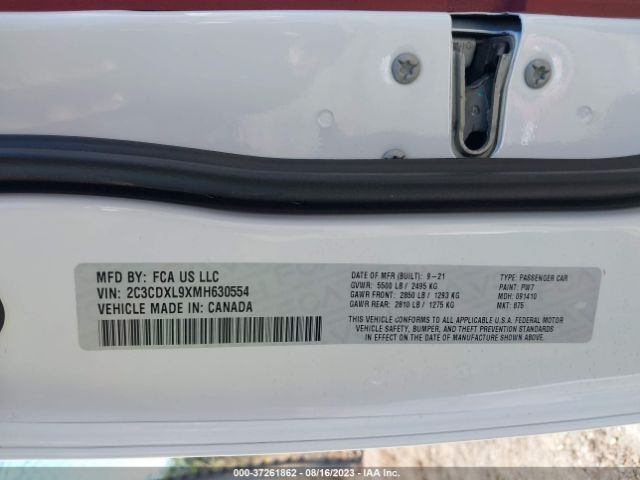 MFD BY: FCA US LLC
VIN: 2C3CDXL9XMH630554
VEHICLE MADE IN: CANADA
DATE OF MFR (BUILT): 9-21
GVWR: 5500 LB / 2495 KG
GAWR FRONT: 2850 LB / 1293 KG
GAWR REAR: 2810 LB / 1275 KG
TYPE: PASSENGER CAR
PAINT: PW7
MDH: 091410
MKT: 875
THIS VEHICLE CONFORMS TO ALL APPLICABLE U.S.A. FEDERAL MOTOR
VEHICLE SAFETY, BUMPER, AND THEFT PREVENTION STANDARDS
IN EFFECT ON THE DATE OF MANUFACTURE SHOWN ABOVE.
000-37261862 - 08/16/2023 - IAAI.COM